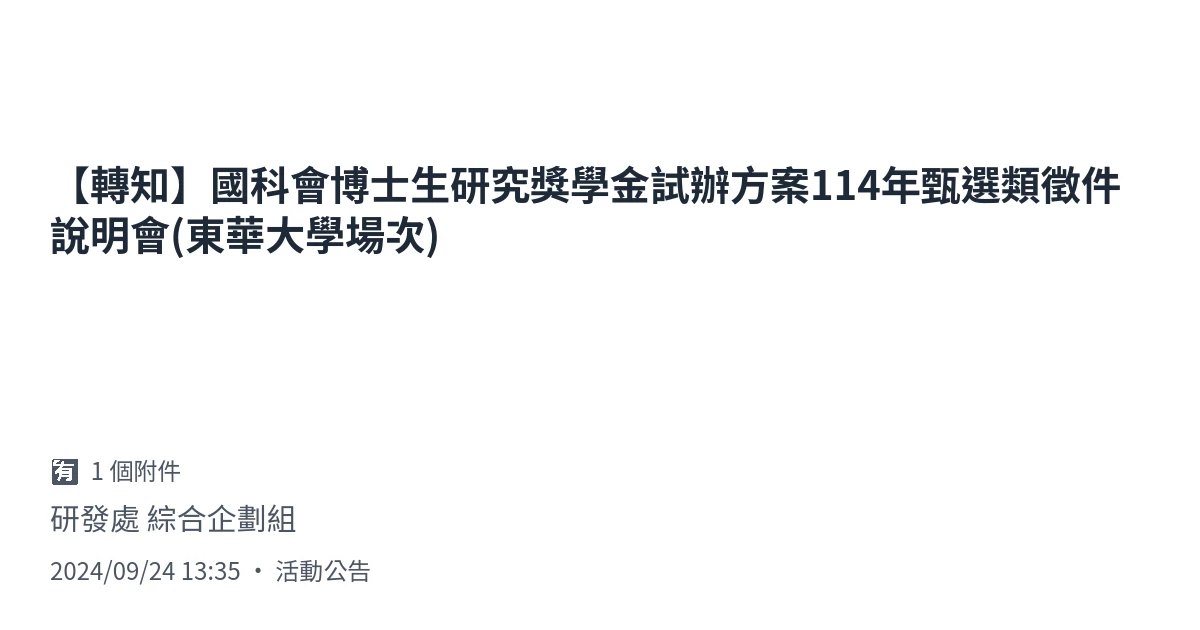 【轉知】國科會博士生研究獎學金試辦方案114年甄選類徵件
說明會(東華大學場次)
🈶 1 個附件
研發處 綜合企劃組
2024/09/24 13:35 • 活動公告